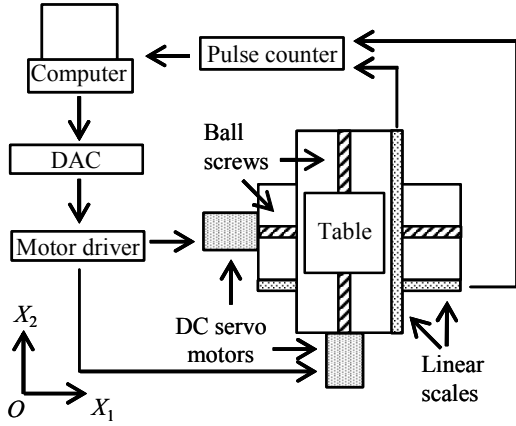 Computer
Pulse counter
DAC
Ball
screws
Motor driver
Table
DC servo
motors
Linear
scales
X2
O
X1